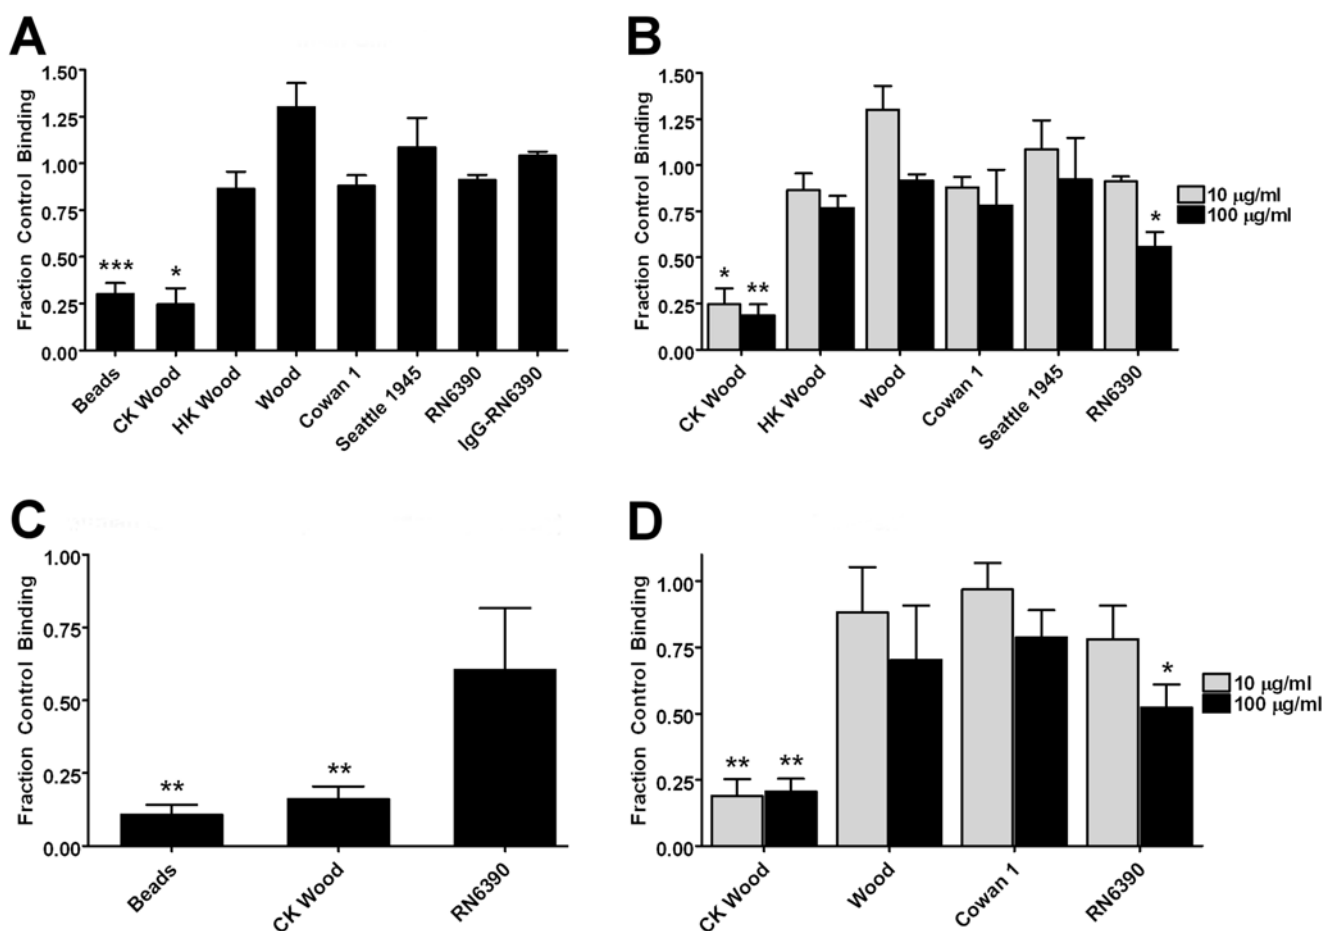 A
Fraction Control Binding
1.50
1.25
1.00
0.75
0.50
0.25
0.00
***
*
Beads
CK Wood
HK Wood
Wood
Cowan 1
Seattle 1945
RN6390
IgG-RN6390
B
Fraction Control Binding
1.50
1.25
1.00
0.75
0.50
0.25
0.00
*
**
*
10 μg/ml
100 μg/ml
CK Wood
HK Wood
Wood
Cowan 1
Seattle 1945
RN6390
C
Fraction Control Binding
1.00
0.75
0.50
0.25
0.00
**
**
Beads
CK Wood
RN6390
D
Fraction Control Binding
1.00
0.75
0.50
0.25
0.00
**
**
*
10 μg/ml
100 μg/ml
CK Wood
Wood
Cowan 1
RN6390